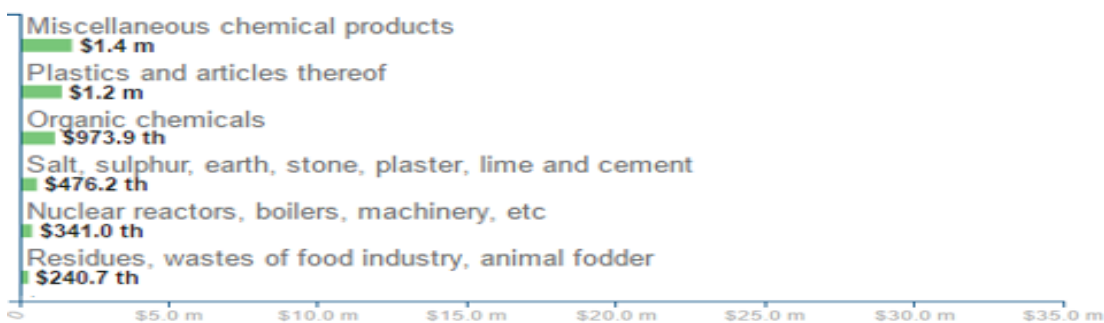 Miscellaneous chemical products
$1.4 m
Plastics and articles thereof
$1.2 m
Organic chemicals
$973.9 th
Salt, sulphur, earth, stone, plaster, lime and cement
$476.2 th
Nuclear reactors, boilers, machinery, etc
$341.0 th
Residues, wastes of food industry, animal fodder
$240.7 th
0 $5.0 m $10.0 m $15.0 m $20.0 m $25.0 m $30.0 m $35.0 m